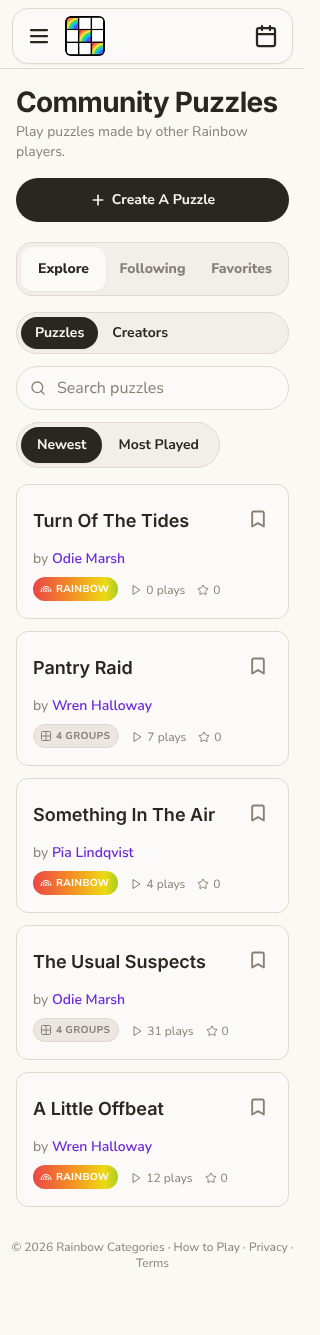 Community Puzzles
Play puzzles made by other Rainbow
players.
Create A Puzzle
Explore Following Favorites
Puzzles Creators
Search puzzles
Newest Most Played
Turn Of The Tides
by Odie Marsh
RAINBOW 0 plays 0
Pantry Raid
by Wren Halloway
4 GROUPS 7 plays 0
Something In The Air
by Pia Lindqvist
RAINBOW 4 plays 0
The Usual Suspects
by Odie Marsh
4 GROUPS 31 plays 0
A Little Offbeat
by Wren Halloway
RAINBOW 12 plays 0
© 2026 Rainbow Categories · How to Play · Privacy ·
Terms